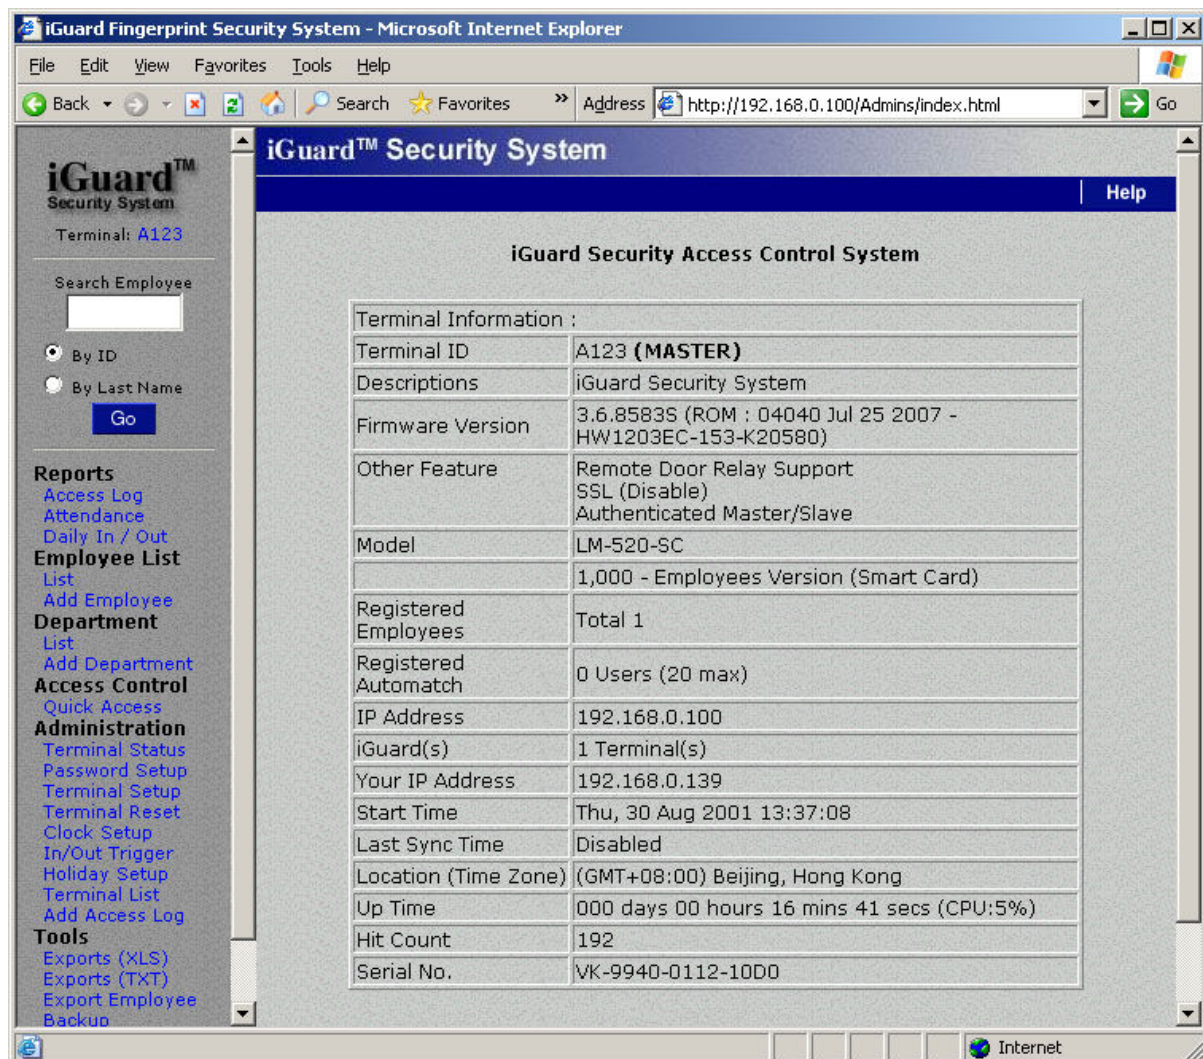 iGuard Fingerprint Security System - Microsoft Internet Explorer
File Edit View Favorites Tools Help
Back Search Favorites » Address http://192.168.0.100/Admins/index.html Go
iGuard™
Security System
Terminal: A123
Search Employee
By ID
By Last Name
Go
Reports
Access Log
Attendance
Daily In / Out
Employee List
List
Add Employee
Department
List
Add Department
Access Control
Quick Access
Administration
Terminal Status
Password Setup
Terminal Setup
Terminal Reset
Clock Setup
In/Out Trigger
Holiday Setup
Terminal List
Add Access Log
Tools
Exports (XLS)
Exports (TXT)
Export Employee
Backup
iGuard™ Security System
Help
iGuard Security Access Control System
Terminal Information :
Terminal ID A123 (MASTER)
Descriptions iGuard Security System
Firmware Version 3.6.8583S (ROM : 04040 Jul 25 2007 -
HW1203EC-153-K20580)
Other Feature Remote Door Relay Support
SSL (Disable)
Authenticated Master/Slave
Model LM-520-SC
1,000 - Employees Version (Smart Card)
Registered
Employees Total 1
Registered
Automatch 0 Users (20 max)
IP Address 192.168.0.100
iGuard(s) 1 Terminal(s)
Your IP Address 192.168.0.139
Start Time Thu, 30 Aug 2001 13:37:08
Last Sync Time Disabled
Location (Time Zone) (GMT+08:00) Beijing, Hong Kong
Up Time 000 days 00 hours 16 mins 41 secs (CPU:5%)
Hit Count 192
Serial No. VK-9940-0112-10D0
Internet